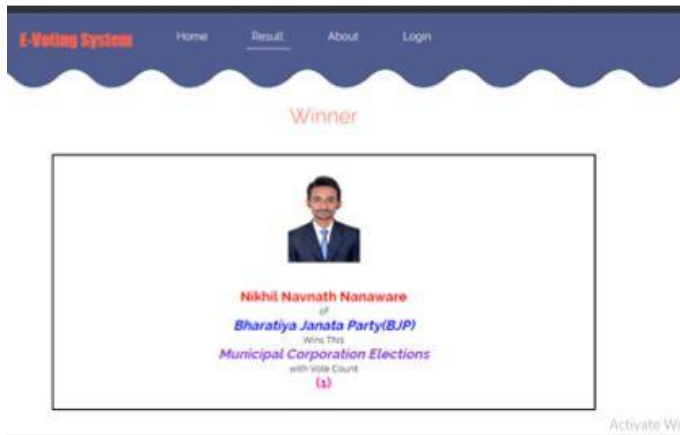 E-Voting System
Home Result About Login
Winner
Nikhil Navnath Nanaware
of
Bharatiya Janata Party(BJP)
Wins This
Municipal Corporation Elections
with Vote Count
(1)
Activate Wi